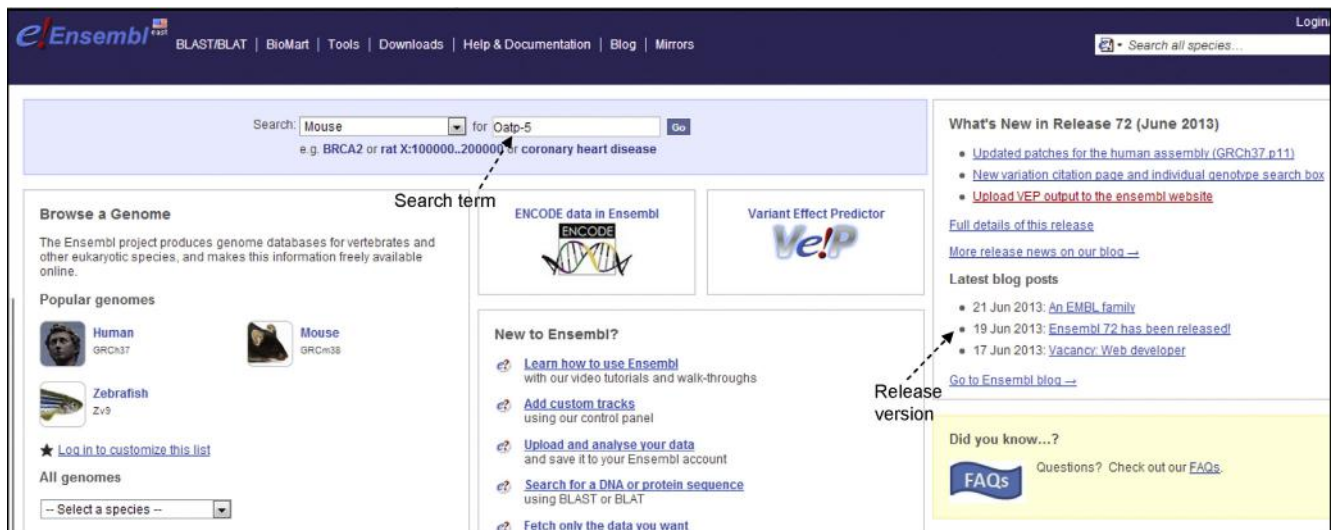 e!Ensembl east
BLAST/BLAT | BioMart | Tools | Downloads | Help & Documentation | Blog | Mirrors
Login
Search all species...
Search: Mouse for Oatp-5 Go
e.g. BRCA2 or rat X:100000..200000 or coronary heart disease
Search term
Browse a Genome
The Ensembl project produces genome databases for vertebrates and
other eukaryotic species, and makes this information freely available
online.
Popular genomes
Human
GRCh37
Mouse
GRCm38
Zebrafish
Zv9
Log in to customize this list
All genomes
-- Select a species --
ENCODE data in Ensembl
ENCODE
Variant Effect Predictor
Ve!P
New to Ensembl?
e? Learn how to use Ensembl
with our video tutorials and walk-throughs
e? Add custom tracks
using our control panel
e? Upload and analyse your data
and save it to your Ensembl account
e? Search for a DNA or protein sequence
using BLAST or BLAT
e? Fetch only the data you want
What's New in Release 72 (June 2013)
Updated patches for the human assembly (GRCh37.p11)
New variation citation page and individual genotype search box
Upload VEP output to the ensembl website
Full details of this release
More release news on our blog →
Latest blog posts
21 Jun 2013: An EMBL family
19 Jun 2013: Ensembl 72 has been released!
17 Jun 2013: Vacancy: Web developer
Go to Ensembl blog →
Release
version
Did you know...?
FAQs
Questions? Check out our FAQs.